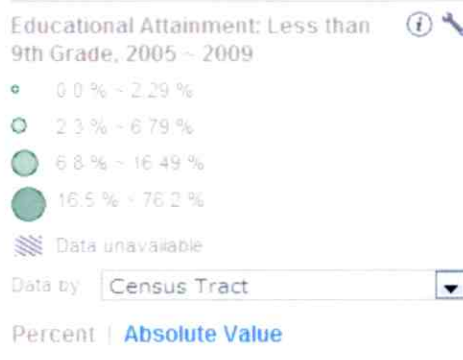 Educational Attainment: Less than
9th Grade, 2005 - 2009
0.0 % - 2.29 %
2.3 % - 6.79 %
6.8 % - 16.49 %
16.5 % - 76.2 %
Data unavailable
Data by Census Tract
Percent | Absolute Value